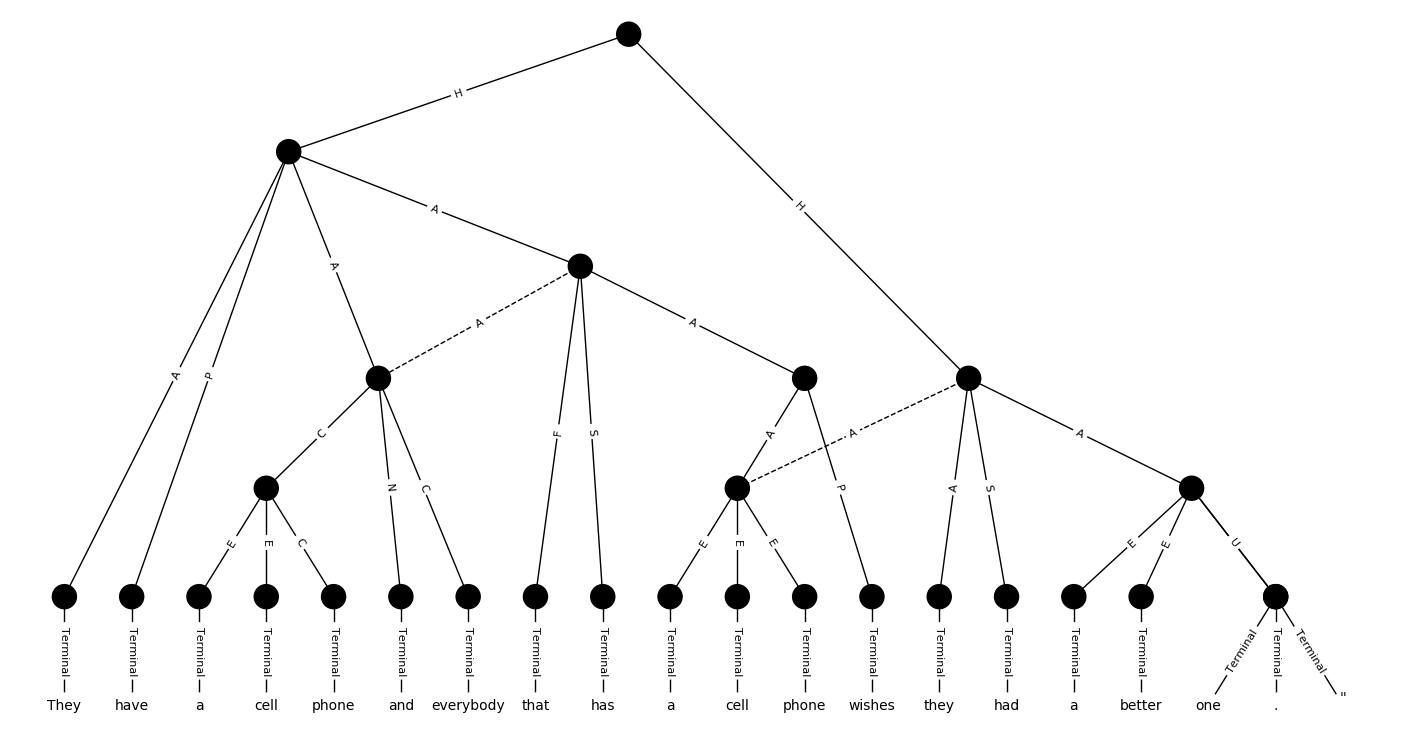 H
H
A
A
A
A
A
P
C
N
C
F
S
A
A
P
A
S
A
E
E
C
E
E
E
E
E
U
Terminal Terminal Terminal Terminal Terminal Terminal Terminal Terminal Terminal Terminal Terminal Terminal Terminal Terminal Terminal Terminal Terminal Terminal Terminal Terminal
They have a cell phone and everybody that has a cell phone wishes they had a better one . "